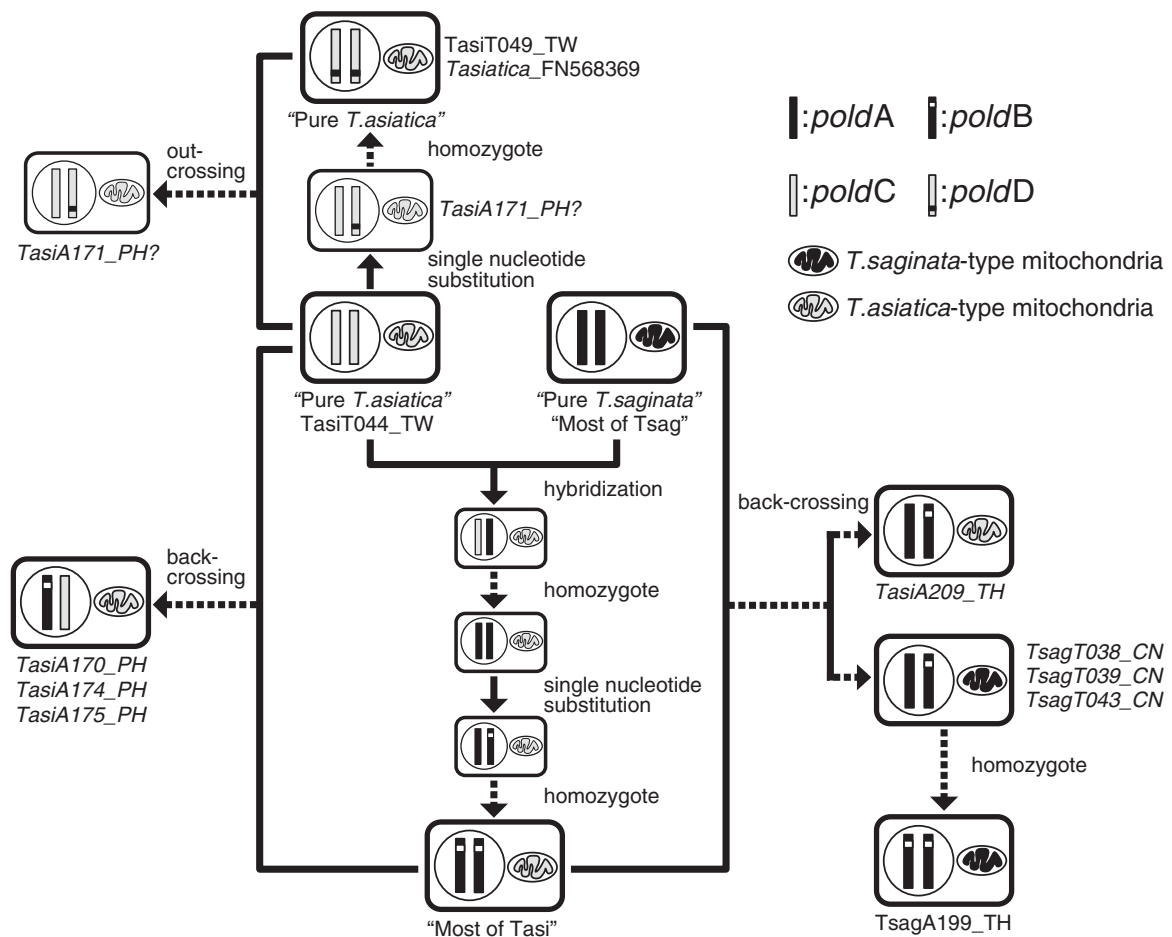 TasiT049_TW
Tasiatica_FN568369
"Pure T.asiatica"
out-
crossing
homozygote
TasiA171_PH?
TasiA171_PH?
single nucleotide
substitution
:poldA
:poldB
:poldC
:poldD
T.saginata-type mitochondria
T.asiatica-type mitochondria
"Pure T.asiatica"
TasiT044_TW
"Pure T.saginata"
"Most of Tsag"
hybridization
back-crossing
homozygote
TasiA209_TH
back-
crossing
TasiA170_PH
TasiA174_PH
TasiA175_PH
single nucleotide
substitution
TsagT038_CN
TsagT039_CN
TsagT043_CN
homozygote
homozygote
"Most of Tasi"
TsagA199_TH